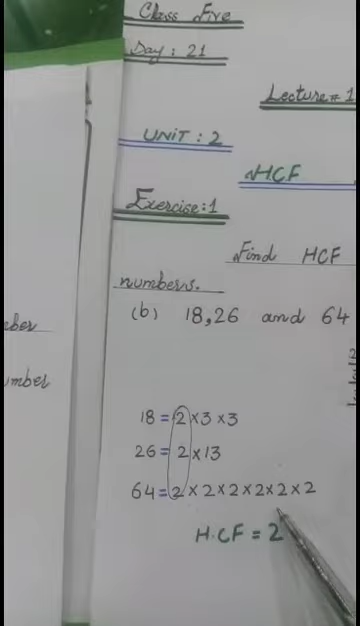 Class Five
Day: 21
Lecture# 1
UNIT: 2
HCF
Exercise:1
Find HCF
numbers.
(b) 18,26 and 64
umber
18 = 2×3×3
26 = 2×13
64 = 2×2×2×2×2×2
H.CF = 2